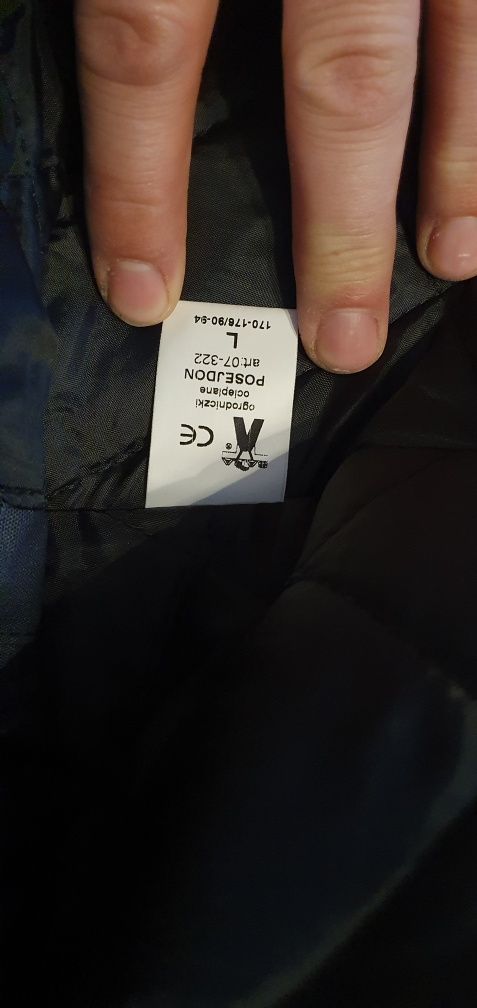 CE
®
ogrodniczki
ocieplane
POSEJDON
art:07-322
L
170-176/90-94